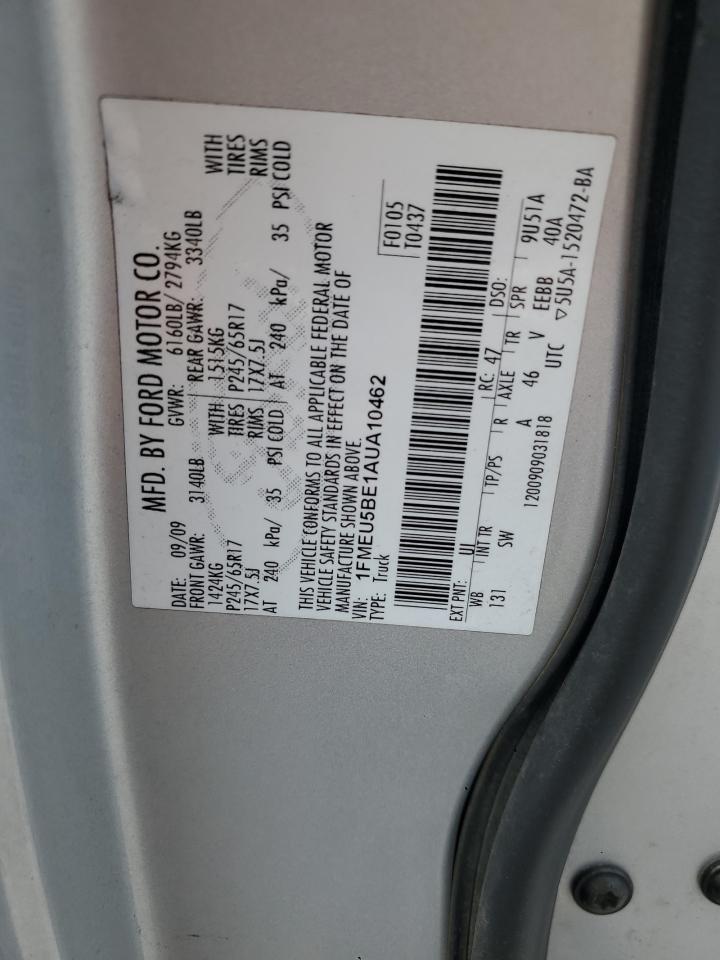 MFD. BY FORD MOTOR CO.
DATE: 09/09 GVWR: 6160LB/ 2794KG
FRONT GAWR: 3140LB REAR GAWR: 3340LB
1424KG WITH 1515KG WITH
P245/65R17 TIRES P245/65R17 TIRES
17X7.5J RIMS 17X7.5J RIMS
AT 240 kPa/ 35 PSI COLD AT 240 kPa/ 35 PSI COLD
THIS VEHICLE CONFORMS TO ALL APPLICABLE FEDERAL MOTOR
VEHICLE SAFETY STANDARDS IN EFFECT ON THE DATE OF
MANUFACTURE SHOWN ABOVE.
VIN: 1FMEU5BE1AUA10462
TYPE: Truck
F0105
T0437
EXT PNT: UI RC: 47 DSO:
WB INT TR TP/PS R AXLE TR SPR
131 SW A 46 V EEBB 9U51A
40A
1200909031818 UTC ▽5U5A-1520472-BA